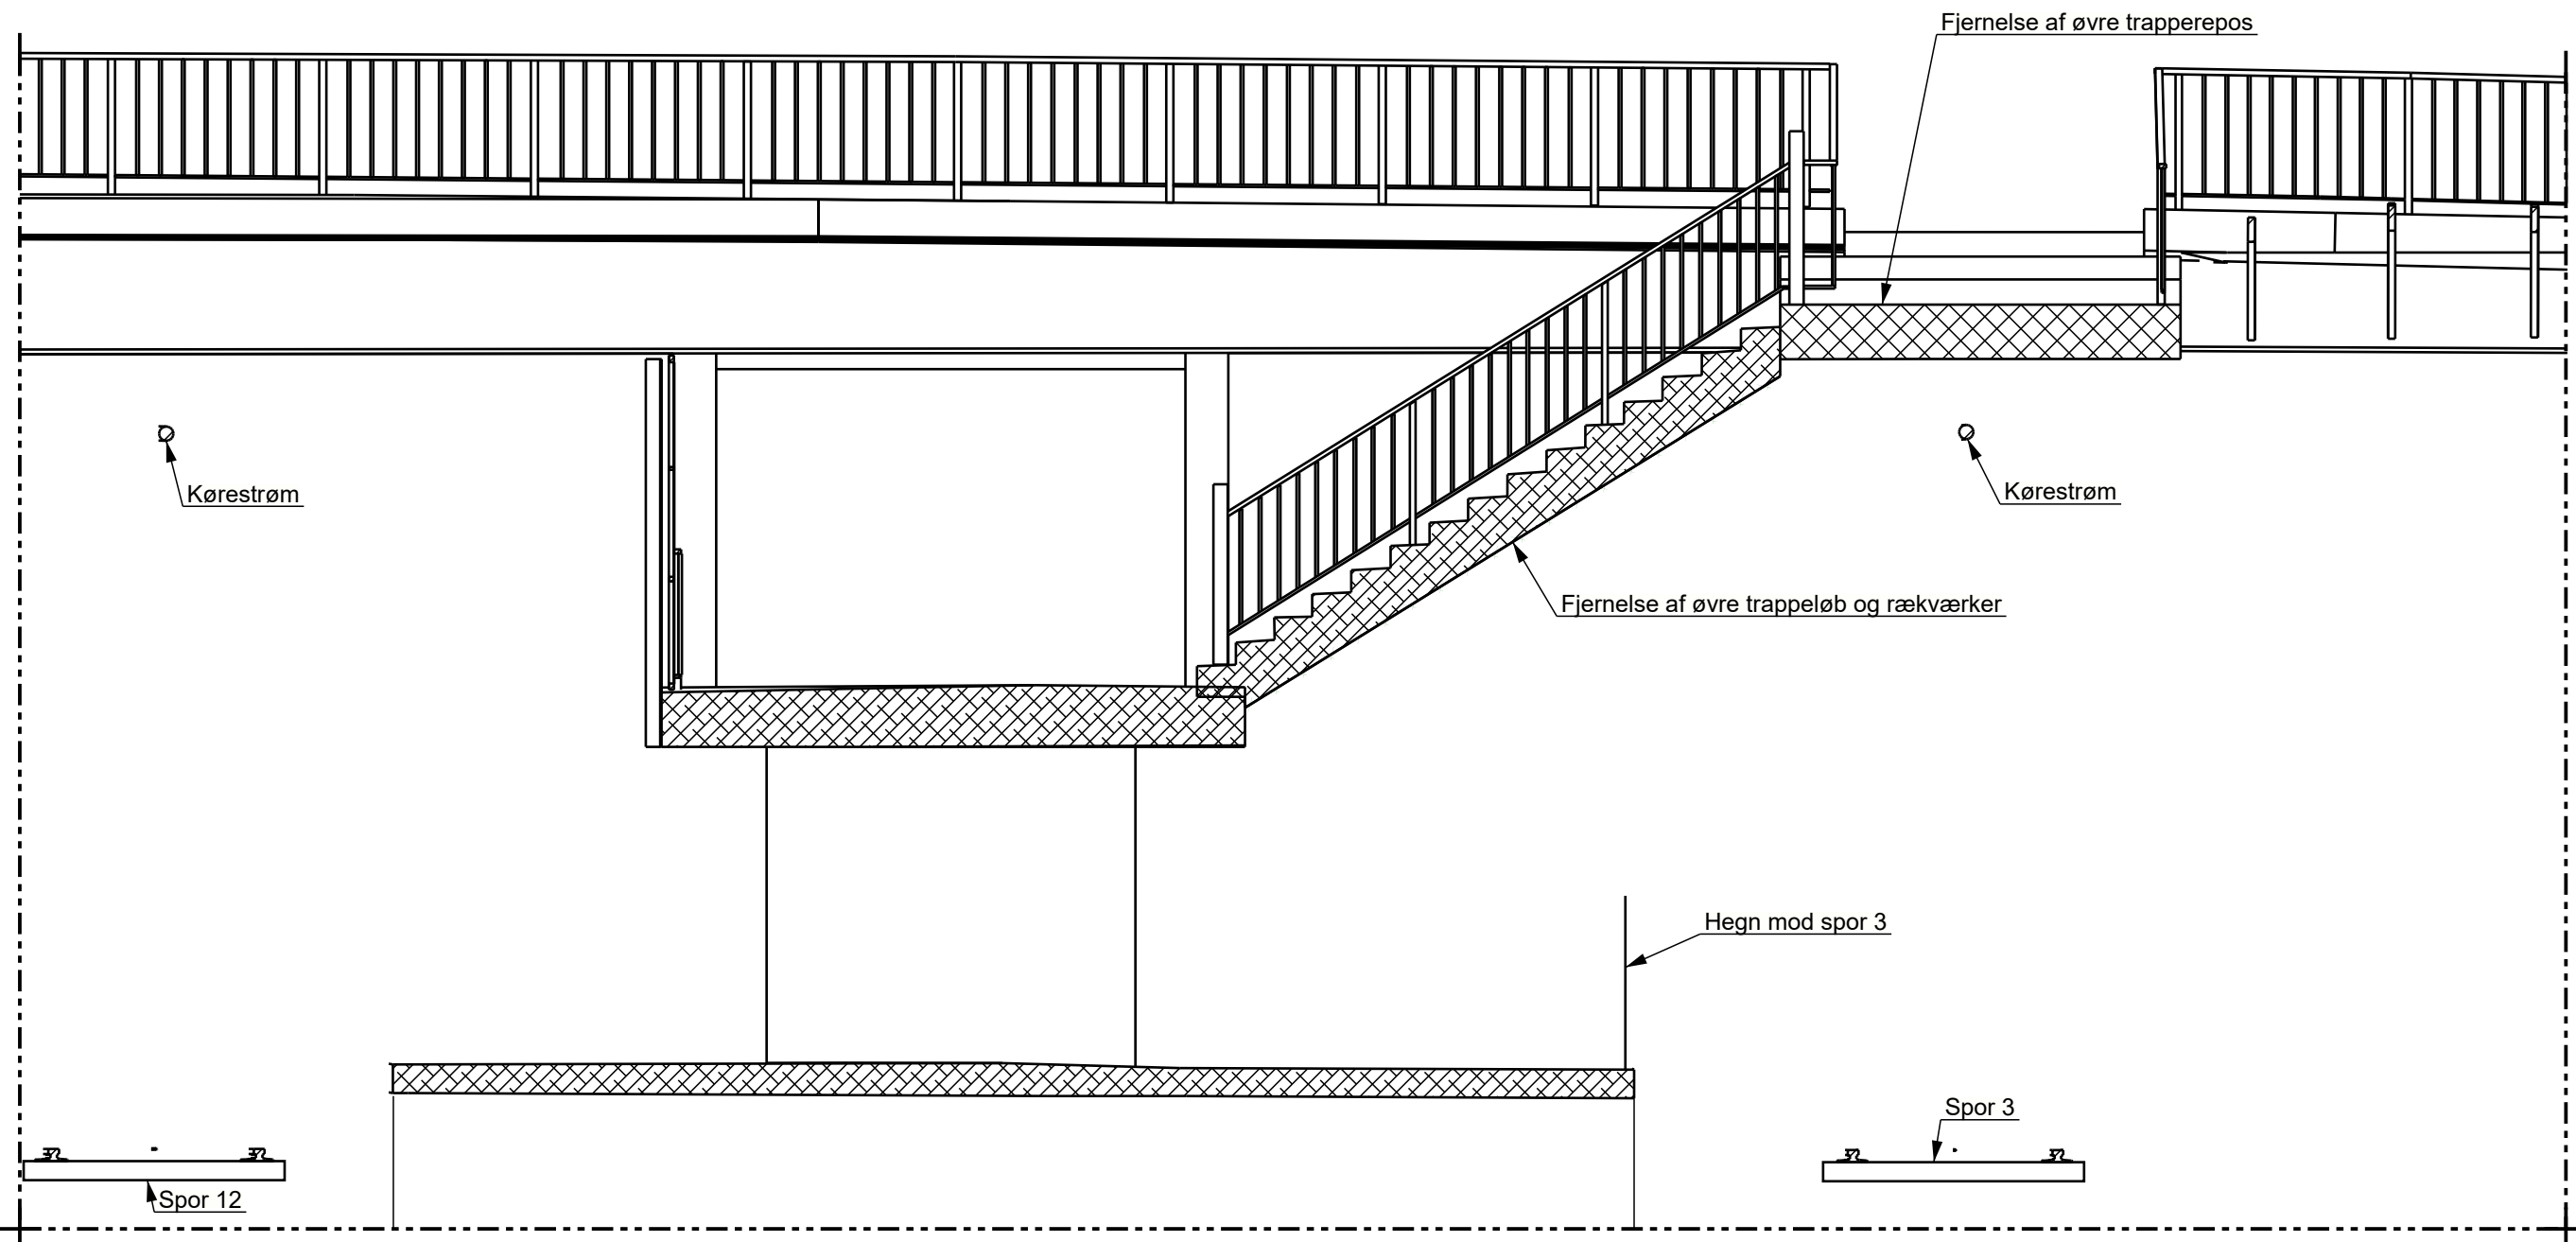 Fjernelse af øvre trapperepos
Kørestrøm
Kørestrøm
Fjernelse af øvre trappeløb og rækværker
Hegn mod spor 3
Spor 3
Spor 12